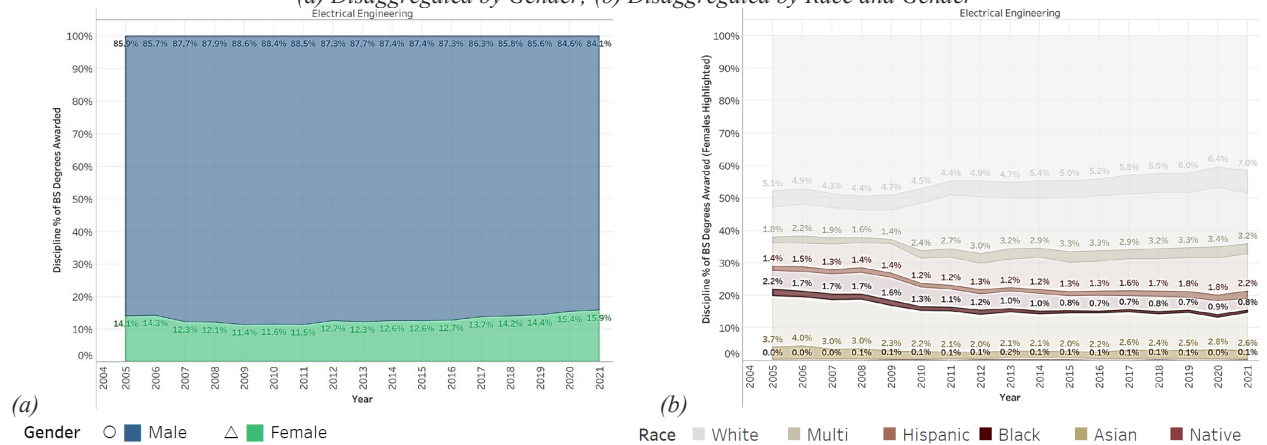 (a) Disaggregated by Gender; (b) Disaggregated by Race and Gender
Electrical Engineering
Discipline % of BS Degrees Awarded
100%
90%
80%
70%
60%
50%
40%
30%
20%
10%
0%
85.9% 85.7% 87.7% 87.9% 88.6% 88.4% 88.5% 87.3% 87.7% 87.4% 87.4% 87.3% 86.3% 85.8% 85.6% 84.6% 84.1%
14.1% 14.3% 12.3% 12.1% 11.4% 11.6% 11.5% 12.7% 12.3% 12.6% 12.6% 12.7% 13.7% 14.2% 14.4% 15.4% 15.9%
2004 2005 2006 2007 2008 2009 2010 2011 2012 2013 2014 2015 2016 2017 2018 2019 2020 2021
Year
(a)
Gender Male Female
Electrical Engineering
Discipline % of BS Degrees Awarded (Females Highlighted)
100%
90%
80%
70%
60%
50%
40%
30%
20%
10%
0%
5.1% 4.9% 4.3% 4.4% 4.7% 4.5% 4.4% 4.9% 4.7% 5.4% 5.0% 5.2% 5.8% 5.9% 6.0% 6.4% 7.0%
1.8% 2.2% 1.9% 1.6% 1.4% 2.4% 2.7% 3.0% 3.2% 2.9% 3.3% 3.3% 2.9% 3.2% 3.3% 3.4% 3.2%
1.4% 1.5% 1.3% 1.4% 1.4% 1.2% 1.2% 1.2% 1.2% 1.2% 1.3% 1.3% 1.6% 1.7% 1.8% 1.8% 2.2%
2.2% 1.7% 1.7% 1.7% 1.6% 1.3% 1.1% 1.2% 1.0% 1.0% 0.8% 0.7% 0.7% 0.8% 0.7% 0.9% 0.8%
3.7% 4.0% 3.0% 3.0% 2.3% 2.2% 2.1% 2.0% 2.1% 2.1% 2.0% 2.2% 2.6% 2.4% 2.5% 2.8% 2.6%
0.0% 0.0% 0.0% 0.1% 0.1% 0.1% 0.1% 0.1% 0.2% 0.1% 0.1% 0.1% 0.1% 0.1% 0.1% 0.0% 0.1%
2004 2005 2006 2007 2008 2009 2010 2011 2012 2013 2014 2015 2016 2017 2018 2019 2020 2021
Year
(b)
Race White Multi Hispanic Black Asian Native